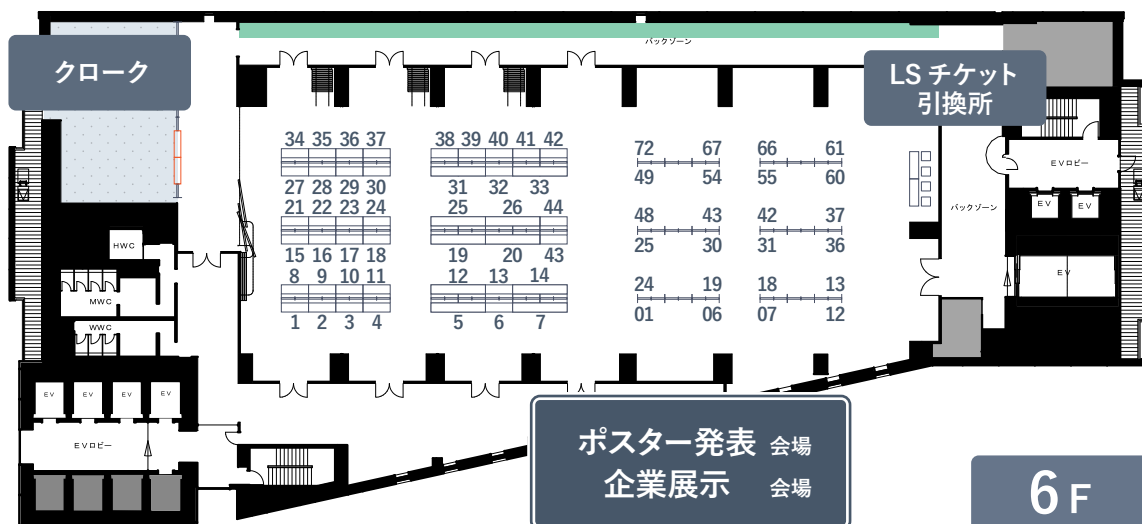 バックゾーン
クローク
LS チケット
引換所
34 35 36 37
38 39 40 41 42
72 67
66 61
EVロビー
49 54
55 60
27 28 29 30
31 32 33
21 22 23 24
25 26 44
バックゾーン
EV EV
48 43
42 37
HWC
15 16 17 18
19 20 43
25 30
31 36
8 9 10 11
12 13 14
EV
24 19
18 13
MWC
1 2 3 4
5 6 7
01 06
07 12
WWC
EV EV EV EV
EVロビー
ポスター発表 会場
企業展示 会場
6F